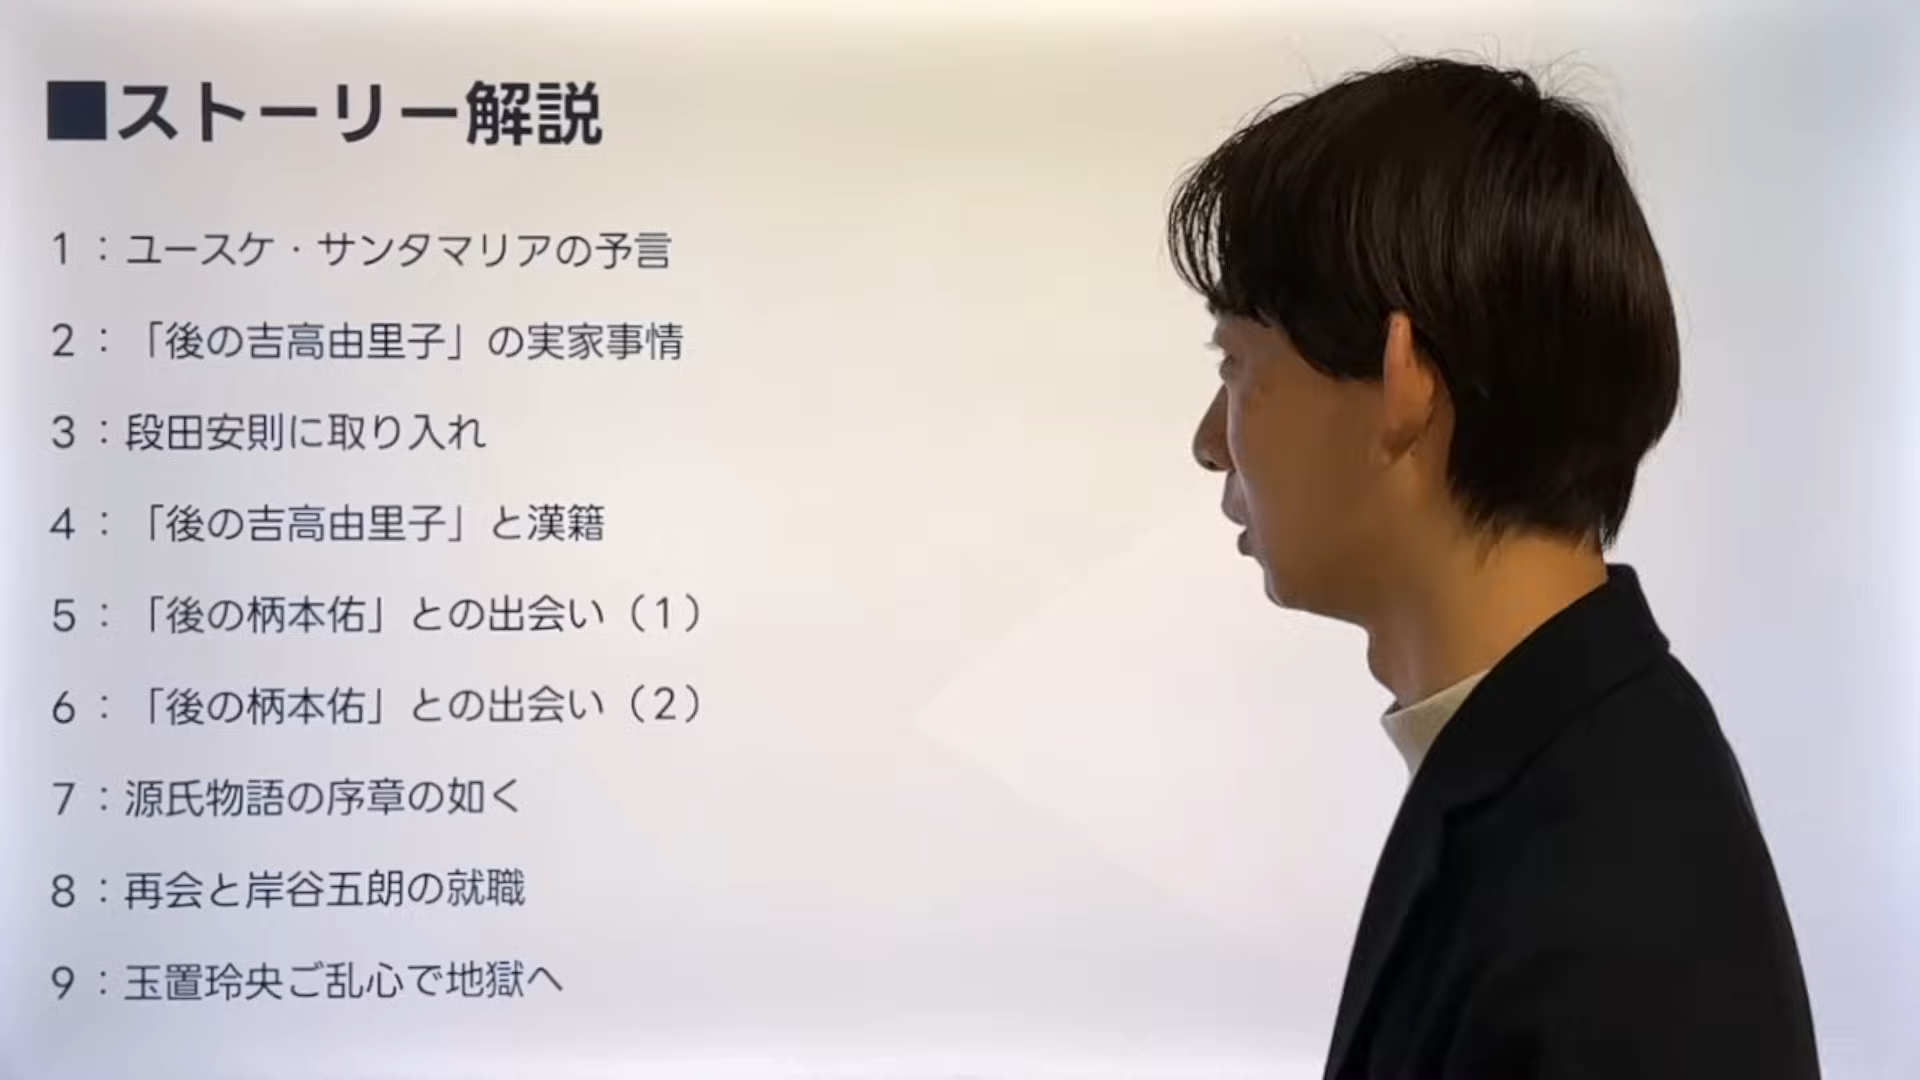 ■ストーリー解説
1：ユースケ・サンタマリアの予言
2：「後の吉高由里子」の実家事情
3：段田安則に取り入れ
4：「後の吉高由里子」と漢籍
5：「後の柄本佑」との出会い（1）
6：「後の柄本佑」との出会い（2）
7：源氏物語の序章の如く
8：再会と岸谷五朗の就職
9：玉置玲央ご乱心で地獄へ